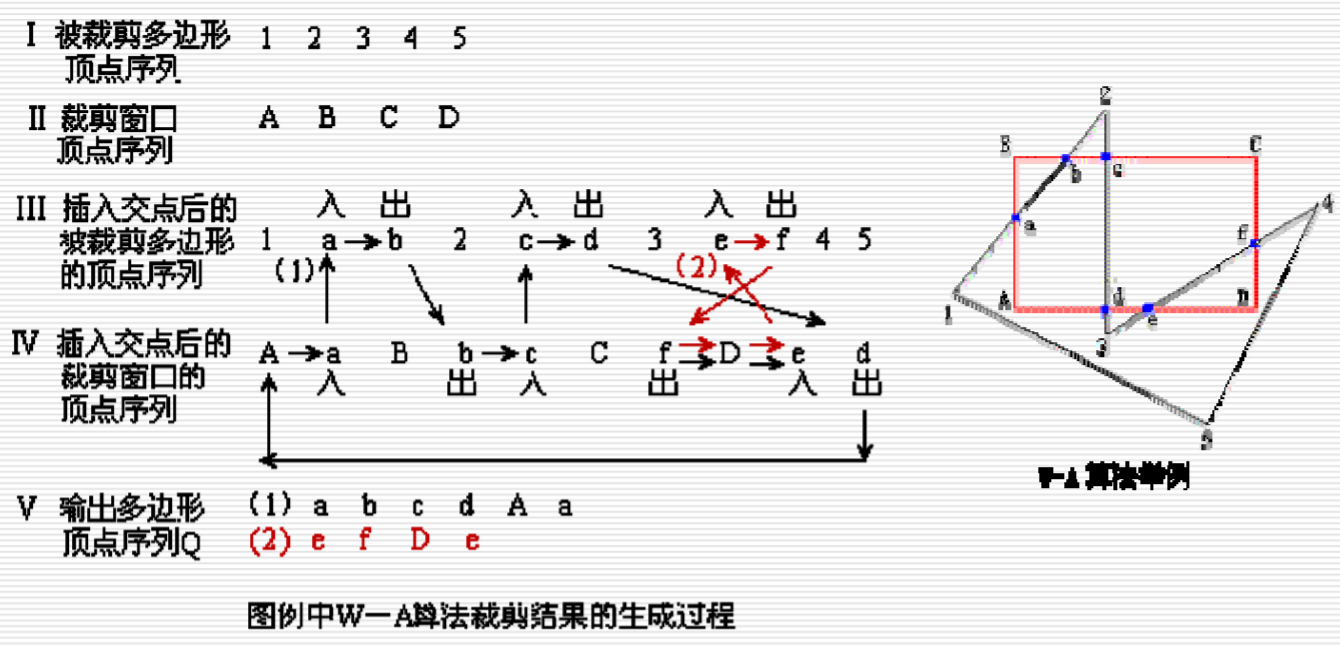 I 被裁剪多边形 1 2 3 4 5
顶点序列
II 裁剪窗口 A B C D
顶点序列
入 出 入 出 入 出
III 插入交点后的
被裁剪多边形 1 a b 2 c d 3 e f 4 5
的顶点序列 (1) (2)
IV 插入交点后的
裁剪窗口的 A a B b c C f D e d
顶点序列 入 出 入 出 入 出
V 输出多边形 (1) a b c d A a
顶点序列Q (2) e f D e
图例中W－A算法裁剪结果的生成过程
2
B C
b c
4
a f
1 A d D
e
3
5
W-A 算法举例